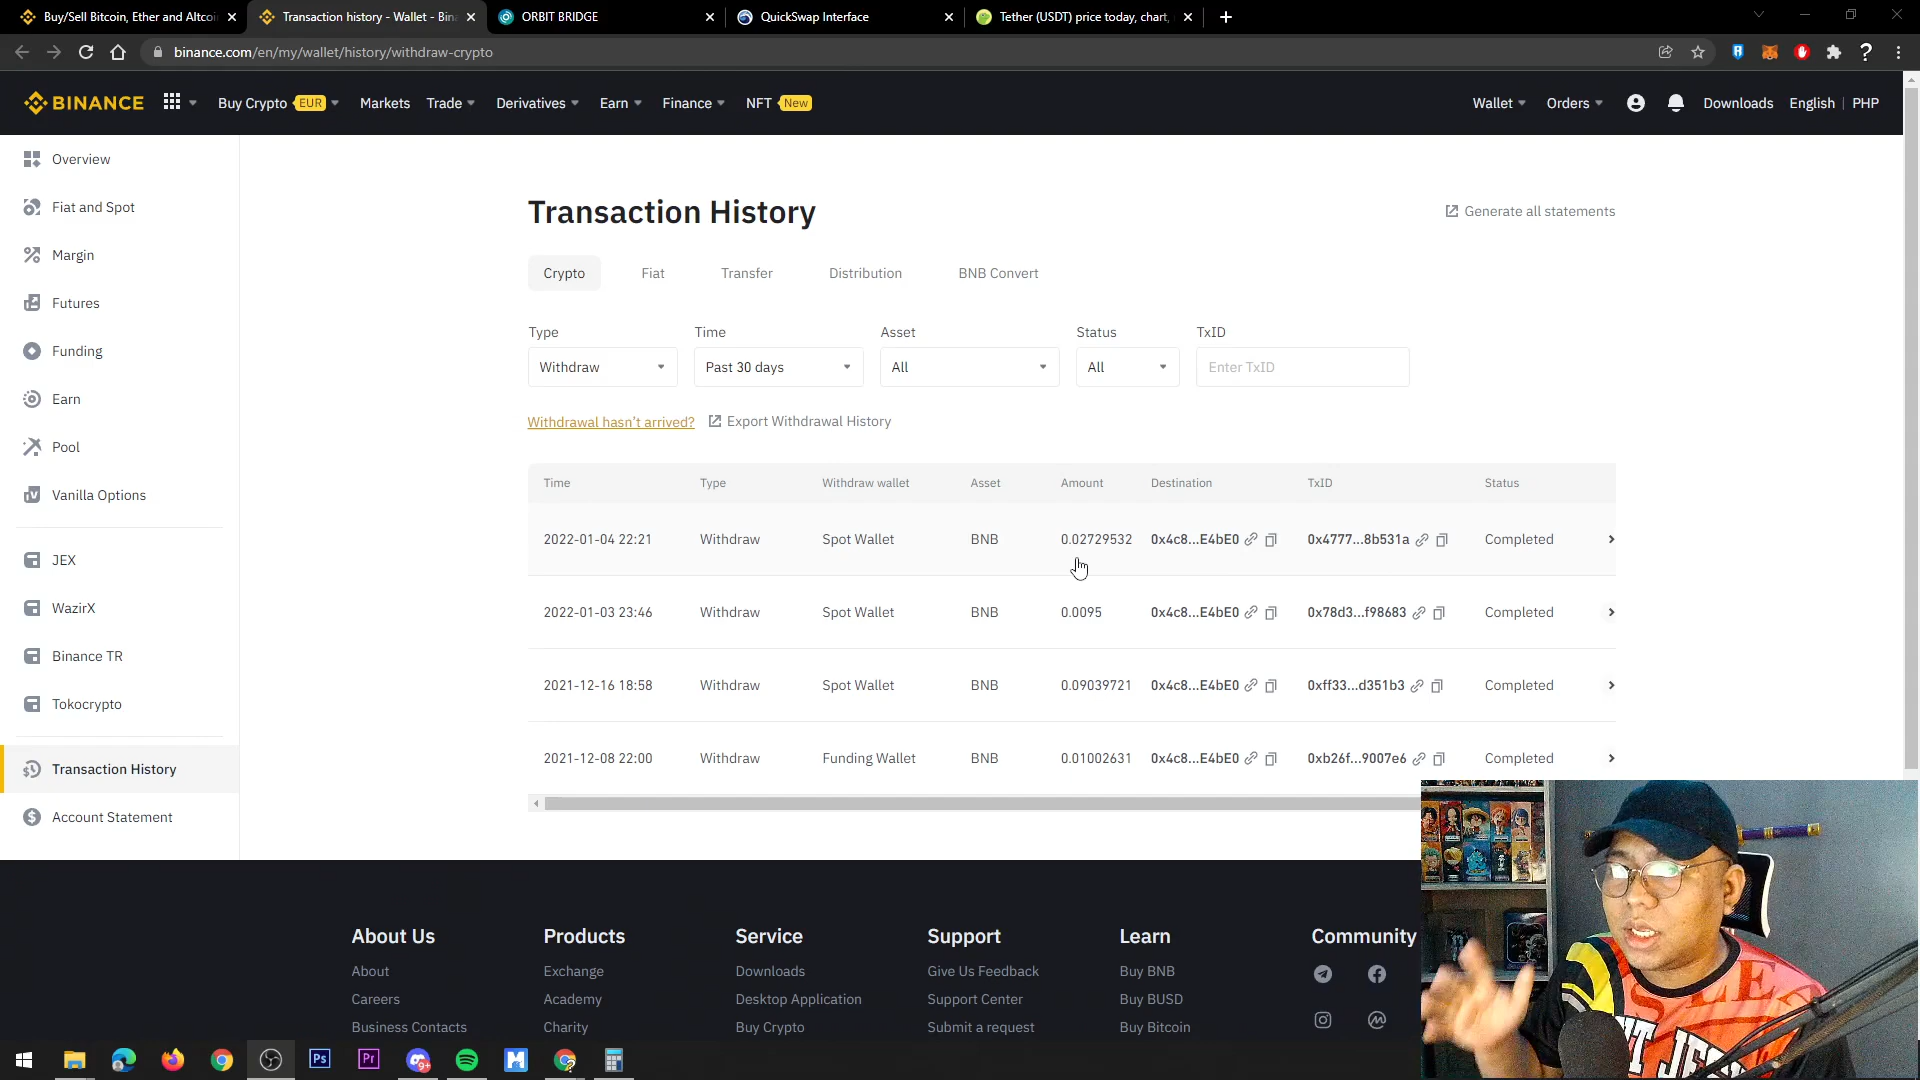 Buy/Sell Bitcoin, Ether and Altcoi
Transaction history - Wallet - Bin
ORBIT BRIDGE
QuickSwap Interface
Tether (USDT) price today, chart,
binance.com/en/my/wallet/history/withdraw-crypto
BINANCE
Buy Crypto EUR
Markets
Trade
Derivatives
Earn
Finance
NFT New
Wallet
Orders
Downloads
English | PHP
Overview
Fiat and Spot
Margin
Futures
Funding
Earn
Pool
Vanilla Options
JEX
WazirX
Binance TR
Tokocrypto
Transaction History
Account Statement
Transaction History
Generate all statements
Crypto Fiat Transfer Distribution BNB Convert
Type Time Asset Status TxID
Withdraw Past 30 days All All Enter TxID
Withdrawal hasn't arrived? Export Withdrawal History
Time Type Withdraw wallet Asset Amount Destination TxID Status
2022-01-04 22:21 Withdraw Spot Wallet BNB 0.02729532 0x4c8...E4bE0 0x4777...8b531a Completed
2022-01-03 23:46 Withdraw Spot Wallet BNB 0.0095 0x4c8...E4bE0 0x78d3...f98683 Completed
2021-12-16 18:58 Withdraw Spot Wallet BNB 0.09039721 0x4c8...E4bE0 0xff33...d351b3 Completed
2021-12-08 22:00 Withdraw Funding Wallet BNB 0.01002631 0x4c8...E4bE0 0xb26f...9007e6 Completed
About Us Products Service Support Learn Community
About Exchange Downloads Give Us Feedback Buy BNB
Careers Academy Desktop Application Support Center Buy BUSD
Business Contacts Charity Buy Crypto Submit a request Buy Bitcoin
Ps
Pr
9+